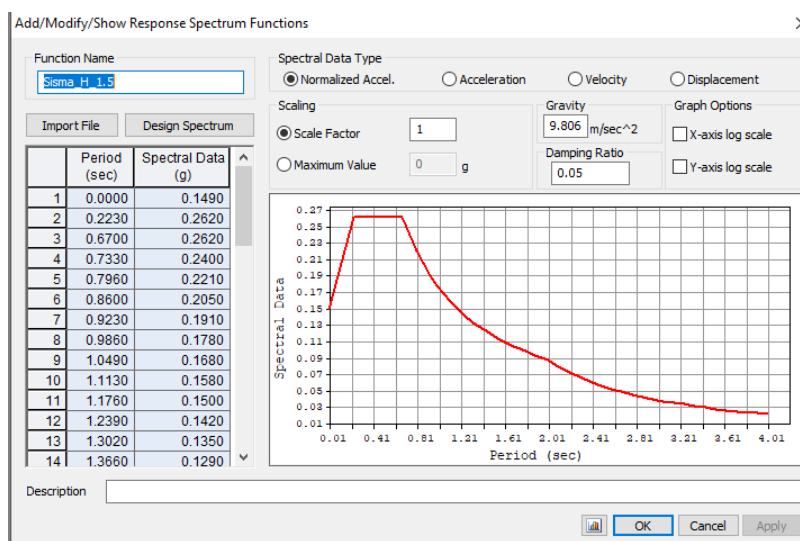 Add/Modify/Show Response Spectrum Functions
Function Name
Sisma_H_1.5
Import File Design Spectrum
Period (sec) Spectral Data (g)
1 0.0000 0.1490
2 0.2230 0.2620
3 0.6700 0.2620
4 0.7330 0.2400
5 0.7960 0.2210
6 0.8600 0.2050
7 0.9230 0.1910
8 0.9860 0.1780
9 1.0490 0.1680
10 1.1130 0.1580
11 1.1760 0.1500
12 1.2390 0.1420
13 1.3020 0.1350
14 1.3660 0.1290
Spectral Data Type
Normalized Accel. Acceleration Velocity Displacement
Scaling
Scale Factor 1
Maximum Value 0 g
Gravity
9.806 m/sec^2
Damping Ratio
0.05
Graph Options
X-axis log scale
Y-axis log scale
0.27
0.25
0.23
0.21
0.19
0.17
0.15
0.13
0.11
0.09
0.07
0.05
0.03
0.01
Spectral Data
0.01 0.41 0.81 1.21 1.61 2.01 2.41 2.81 3.21 3.61 4.01
Period (sec)
Description
OK Cancel Apply